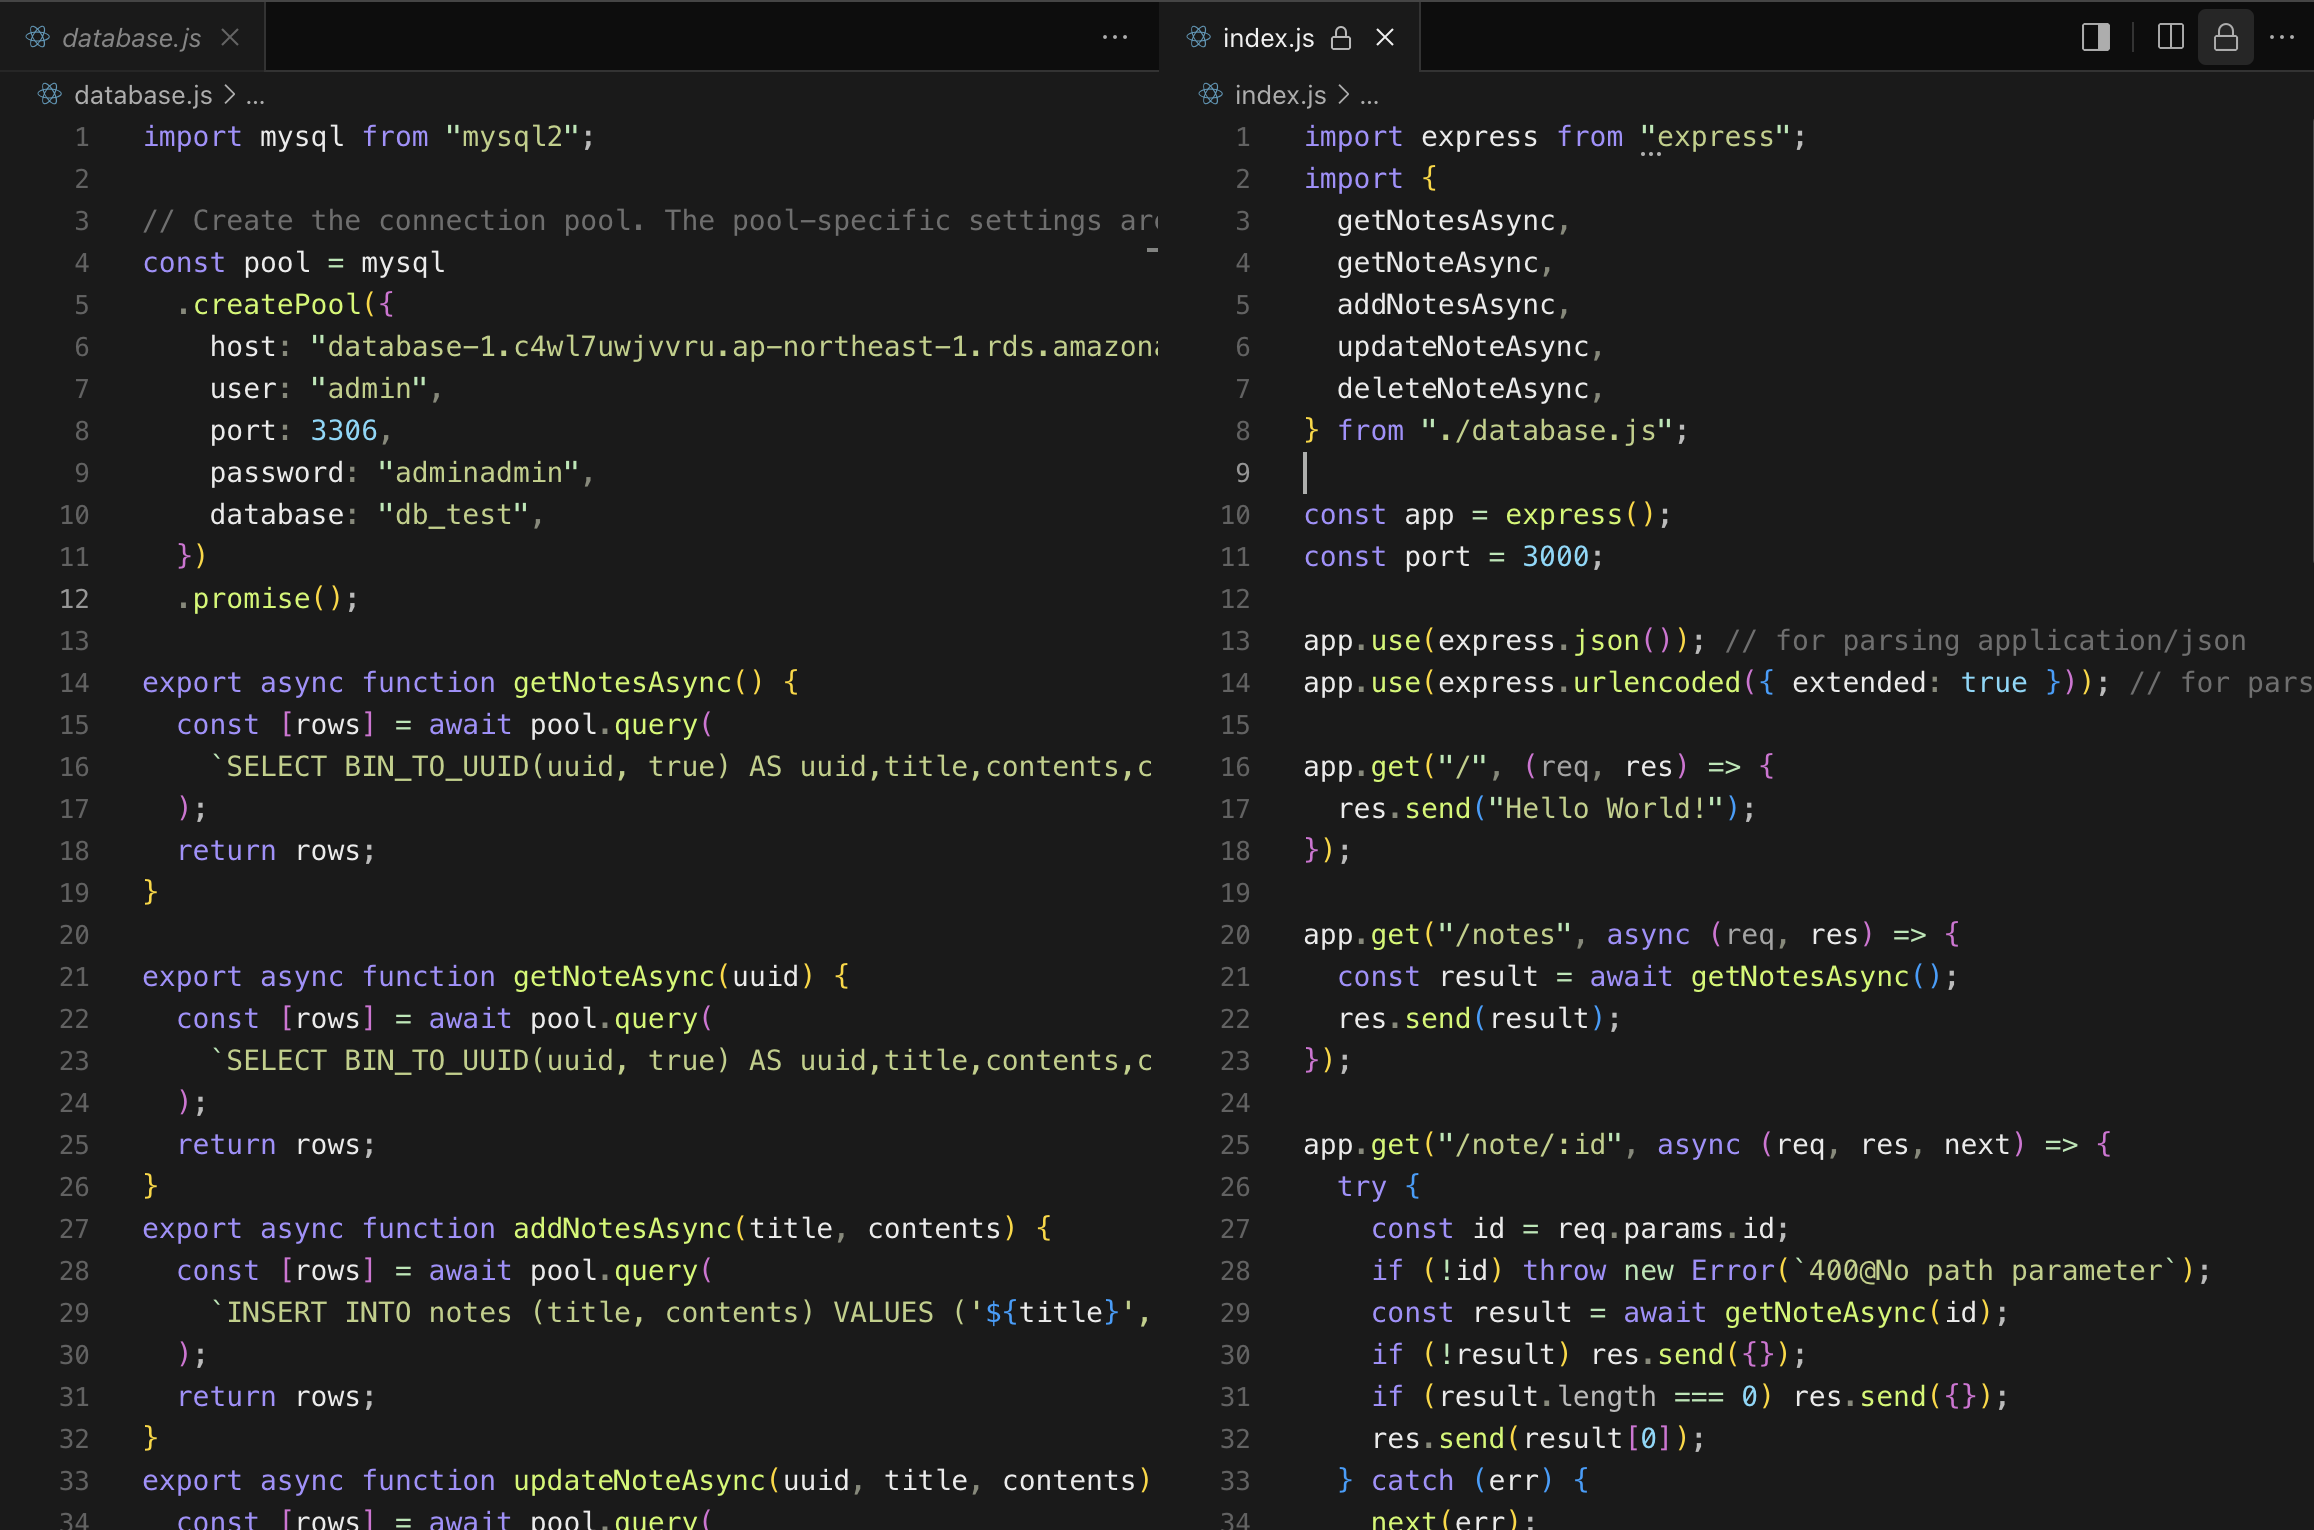 database.js
database.js > ...
1 import mysql from "mysql2";
2
3 // Create the connection pool. The pool-specific settings are
4 const pool = mysql
5   .createPool({
6     host: "database-1.c4wl7uwjvvru.ap-northeast-1.rds.amazona
7     user: "admin",
8     port: 3306,
9     password: "adminadmin",
10     database: "db_test",
11   })
12   .promise();
13
14 export async function getNotesAsync() {
15   const [rows] = await pool.query(
16     `SELECT BIN_TO_UUID(uuid, true) AS uuid,title,contents,c
17   );
18   return rows;
19 }
20
21 export async function getNoteAsync(uuid) {
22   const [rows] = await pool.query(
23     `SELECT BIN_TO_UUID(uuid, true) AS uuid,title,contents,c
24   );
25   return rows;
26 }
27 export async function addNotesAsync(title, contents) {
28   const [rows] = await pool.query(
29     `INSERT INTO notes (title, contents) VALUES ('${title}',
30   );
31   return rows;
32 }
33 export async function updateNoteAsync(uuid, title, contents)
34   const [rows] = await pool.query(
index.js
index.js > ...
1 import express from "express";
2 import {
3   getNotesAsync,
4   getNoteAsync,
5   addNotesAsync,
6   updateNoteAsync,
7   deleteNoteAsync,
8 } from "./database.js";
9
10 const app = express();
11 const port = 3000;
12
13 app.use(express.json()); // for parsing application/json
14 app.use(express.urlencoded({ extended: true })); // for pars
15
16 app.get("/", (req, res) => {
17   res.send("Hello World!");
18 });
19
20 app.get("/notes", async (req, res) => {
21   const result = await getNotesAsync();
22   res.send(result);
23 });
24
25 app.get("/note/:id", async (req, res, next) => {
26   try {
27     const id = req.params.id;
28     if (!id) throw new Error(`400@No path parameter`);
29     const result = await getNoteAsync(id);
30     if (!result) res.send({});
31     if (result.length === 0) res.send({});
32     res.send(result[0]);
33   } catch (err) {
34     next(err);